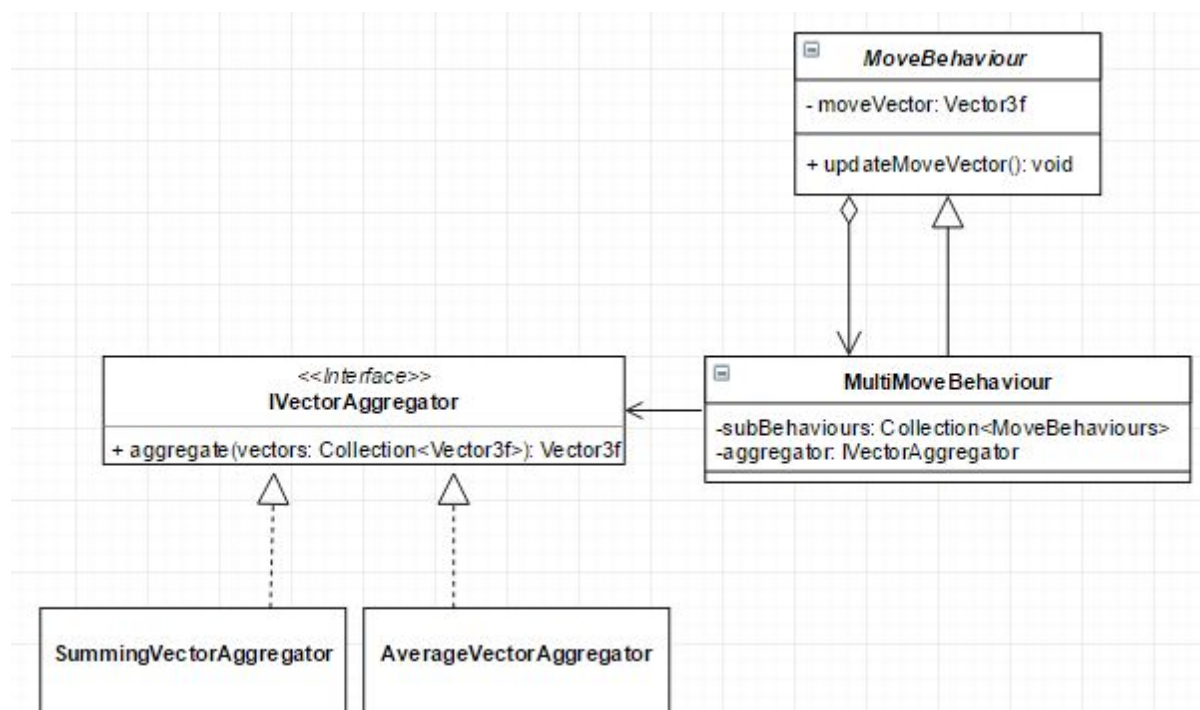 MoveBehaviour
- moveVector: Vector3f
+ updateMoveVector(): void
<<Interface>>
IVectorAggregator
+ aggregate(vectors: Collection<Vector3f>): Vector3f
MultiMoveBehaviour
-subBehaviours: Collection<MoveBehaviours>
-aggregator: IVectorAggregator
SummingVectorAggregator
AverageVectorAggregator